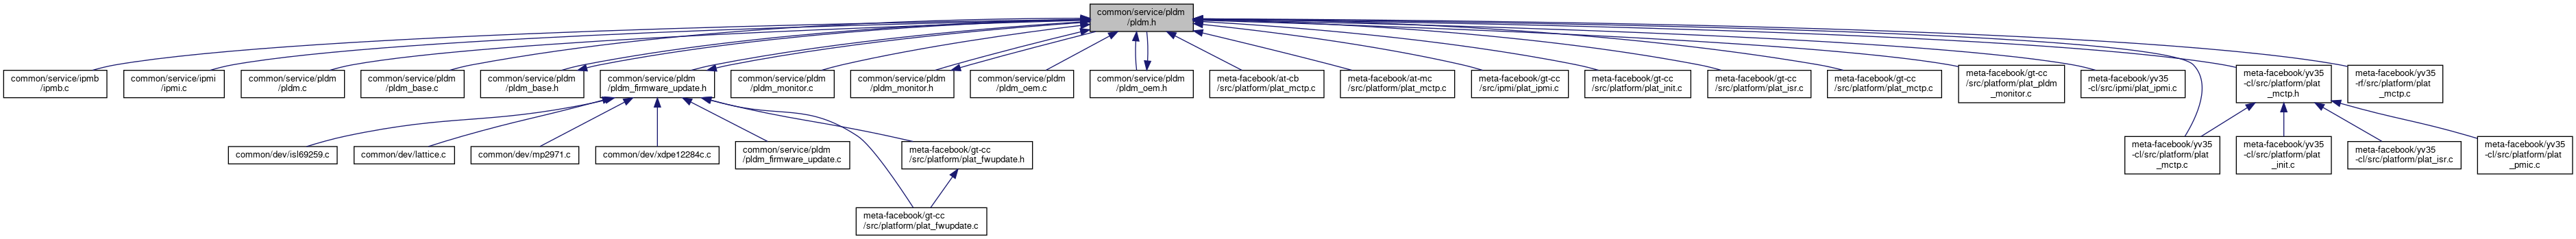 common/service/pldm
/pldm.h
common/service/ipmb
/ipmb.c
common/service/ipmi
/ipmi.c
common/service/pldm
/pldm.c
common/service/pldm
/pldm_base.c
common/service/pldm
/pldm_base.h
common/service/pldm
/pldm_firmware_update.h
common/service/pldm
/pldm_monitor.c
common/service/pldm
/pldm_monitor.h
common/service/pldm
/pldm_oem.c
common/service/pldm
/pldm_oem.h
meta-facebook/at-cb
/src/platform/plat_mctp.c
meta-facebook/at-mc
/src/platform/plat_mctp.c
meta-facebook/gt-cc
/src/ipmi/plat_ipmi.c
meta-facebook/gt-cc
/src/platform/plat_init.c
meta-facebook/gt-cc
/src/platform/plat_isr.c
meta-facebook/gt-cc
/src/platform/plat_mctp.c
meta-facebook/gt-cc
/src/platform/plat_pldm
_monitor.c
meta-facebook/yv35
-cl/src/ipmi/plat_ipmi.c
meta-facebook/yv35
-cl/src/platform/plat
_mctp.h
meta-facebook/yv35
-rf/src/platform/plat
_mctp.c
common/dev/isl69259.c
common/dev/lattice.c
common/dev/mp2971.c
common/dev/xdpe12284c.c
common/service/pldm
/pldm_firmware_update.c
meta-facebook/gt-cc
/src/platform/plat_fwupdate.h
meta-facebook/yv35
-cl/src/platform/plat
_mctp.c
meta-facebook/yv35
-cl/src/platform/plat
_init.c
meta-facebook/yv35
-cl/src/platform/plat_isr.c
meta-facebook/yv35
-cl/src/platform/plat
_pmic.c
meta-facebook/gt-cc
/src/platform/plat_fwupdate.c